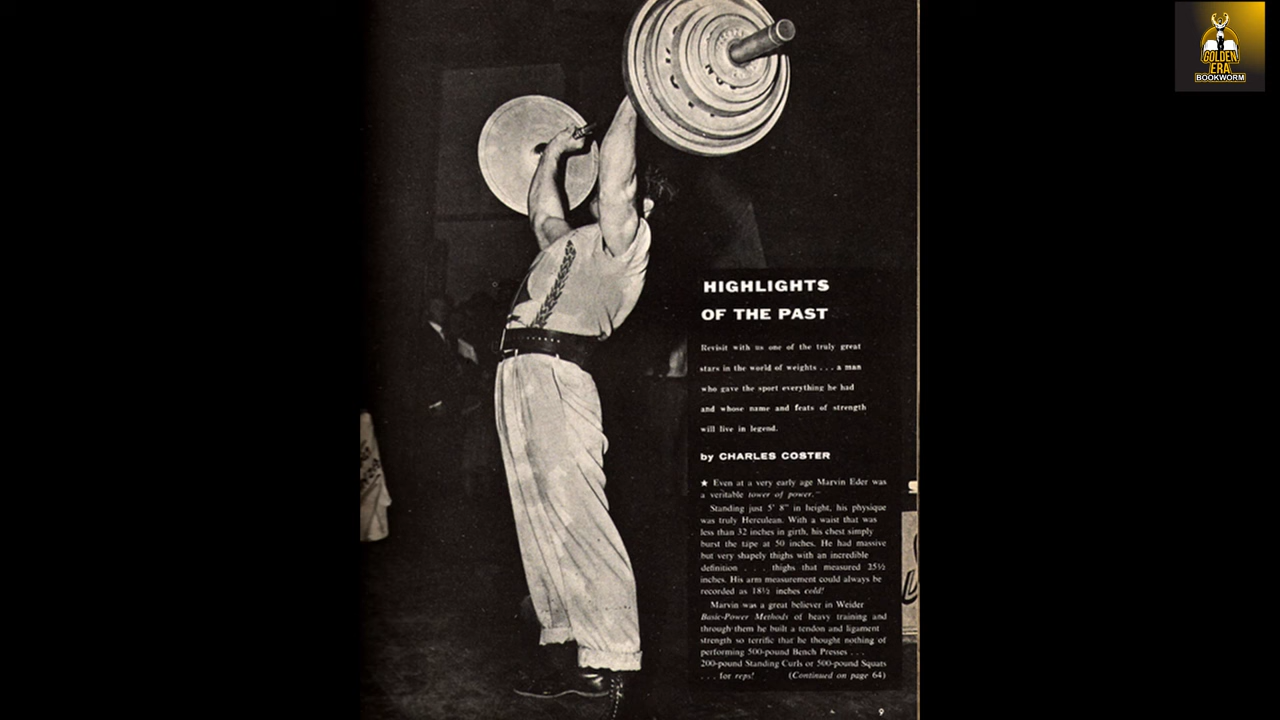 GOLDEN
ERA
BOOKWORM
HIGHLIGHTS
OF THE PAST
Revisit with us one of the truly great
stars in the world of weights . . . a man
who gave the sport everything he had
and whose name and feats of strength
will live in legend.
by CHARLES COSTER
★ Even at a very early age Marvin Eder was
a veritable tower of power."
Standing just 5' 8" in height, his physique
was truly Herculean. With a waist that was
less than 32 inches in girth, his chest simply
burst the tape at 50 inches. He had massive
but very shapely thighs with an incredible
definition . . . thighs that measured 25½
inches. His arm measurement could always be
recorded as 18½ inches cold!
Marvin was a great believer in Weider
Basic-Power Methods of heavy training and
through them he built a tendon and ligament
strength so terrific that he thought nothing of
performing 500-pound Bench Presses . . .
200-pound Standing Curls or 500-pound Squats
. . . for reps! (Continued on page 64)
9